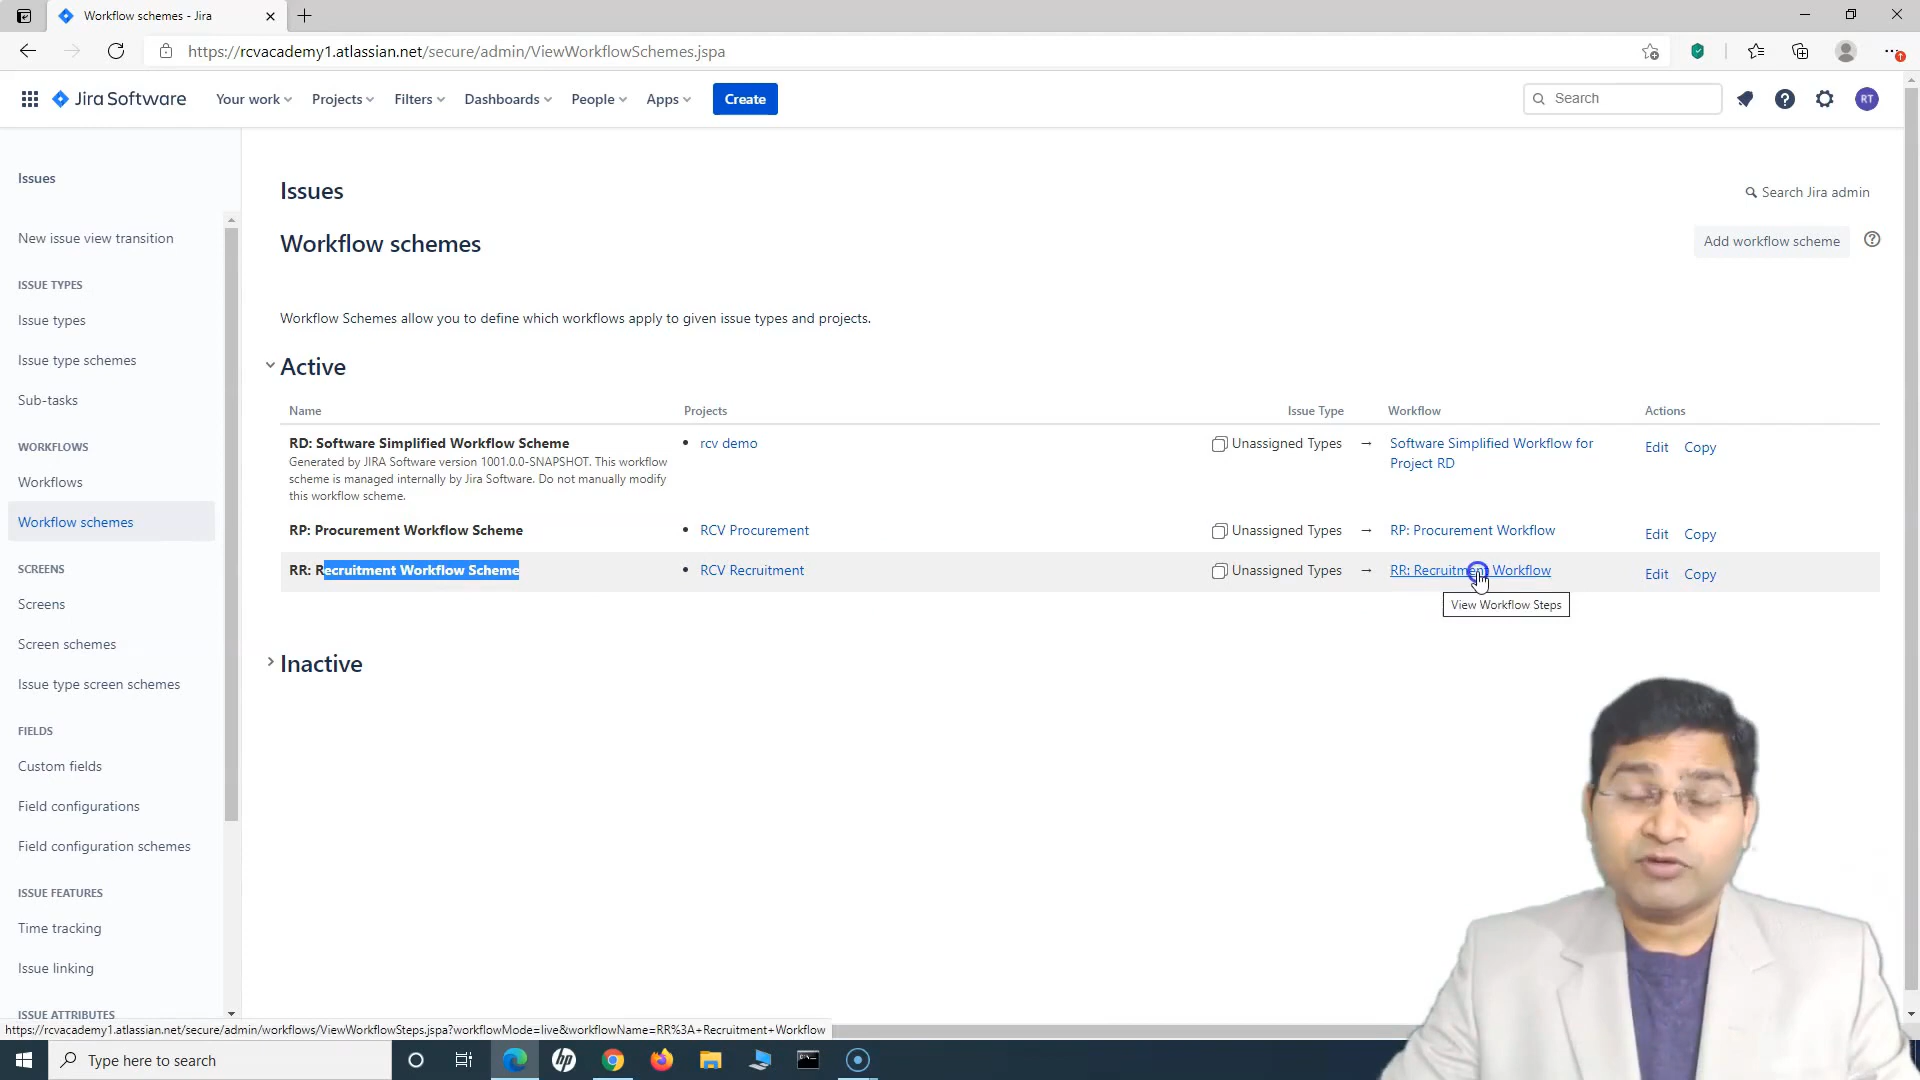 Workflow schemes - Jira
https://rcvacademy1.atlassian.net/secure/admin/ViewWorkflowSchemes.jspa
Jira Software
Your work
Projects
Filters
Dashboards
People
Apps
Create
Search
RT
Issues
New issue view transition
ISSUE TYPES
Issue types
Issue type schemes
Sub-tasks
WORKFLOWS
Workflows
Workflow schemes
SCREENS
Screens
Screen schemes
Issue type screen schemes
FIELDS
Custom fields
Field configurations
Field configuration schemes
ISSUE FEATURES
Time tracking
Issue linking
ISSUE ATTRIBUTES
Issues
Search Jira admin
Workflow schemes
Add workflow scheme
Workflow Schemes allow you to define which workflows apply to given issue types and projects.
Active
Name Projects Issue Type Workflow Actions
RD: Software Simplified Workflow Scheme
Generated by JIRA Software version 1001.0.0-SNAPSHOT. This workflow
scheme is managed internally by Jira Software. Do not manually modify
this workflow scheme.
• rcv demo
Unassigned Types → Software Simplified Workflow for
Project RD
Edit Copy
RP: Procurement Workflow Scheme • RCV Procurement Unassigned Types → RP: Procurement Workflow Edit Copy
RR: Recruitment Workflow Scheme • RCV Recruitment Unassigned Types → RR: Recruitment Workflow Edit Copy
View Workflow Steps
Inactive
https://rcvacademy1.atlassian.net/secure/admin/workflows/ViewWorkflowSteps.jspa?workflowMode=live&workflowName=RR%3A+Recruitment+Workflow
Type here to search
hp